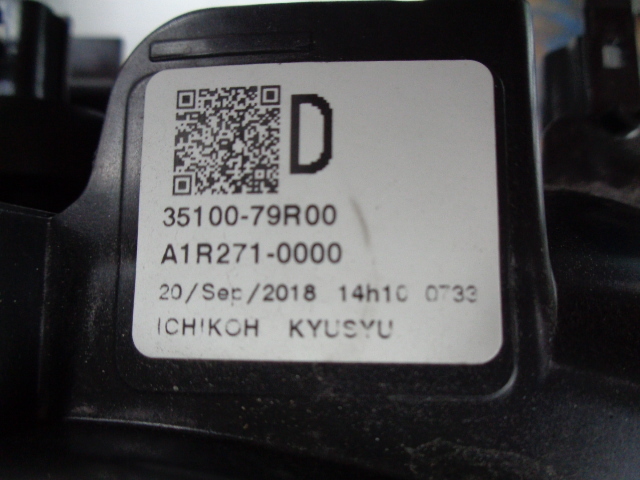 D
35100-79R00
A1R271-0000
20/Sep/2018 14h10 0733
ICHIKOH KYUSYU